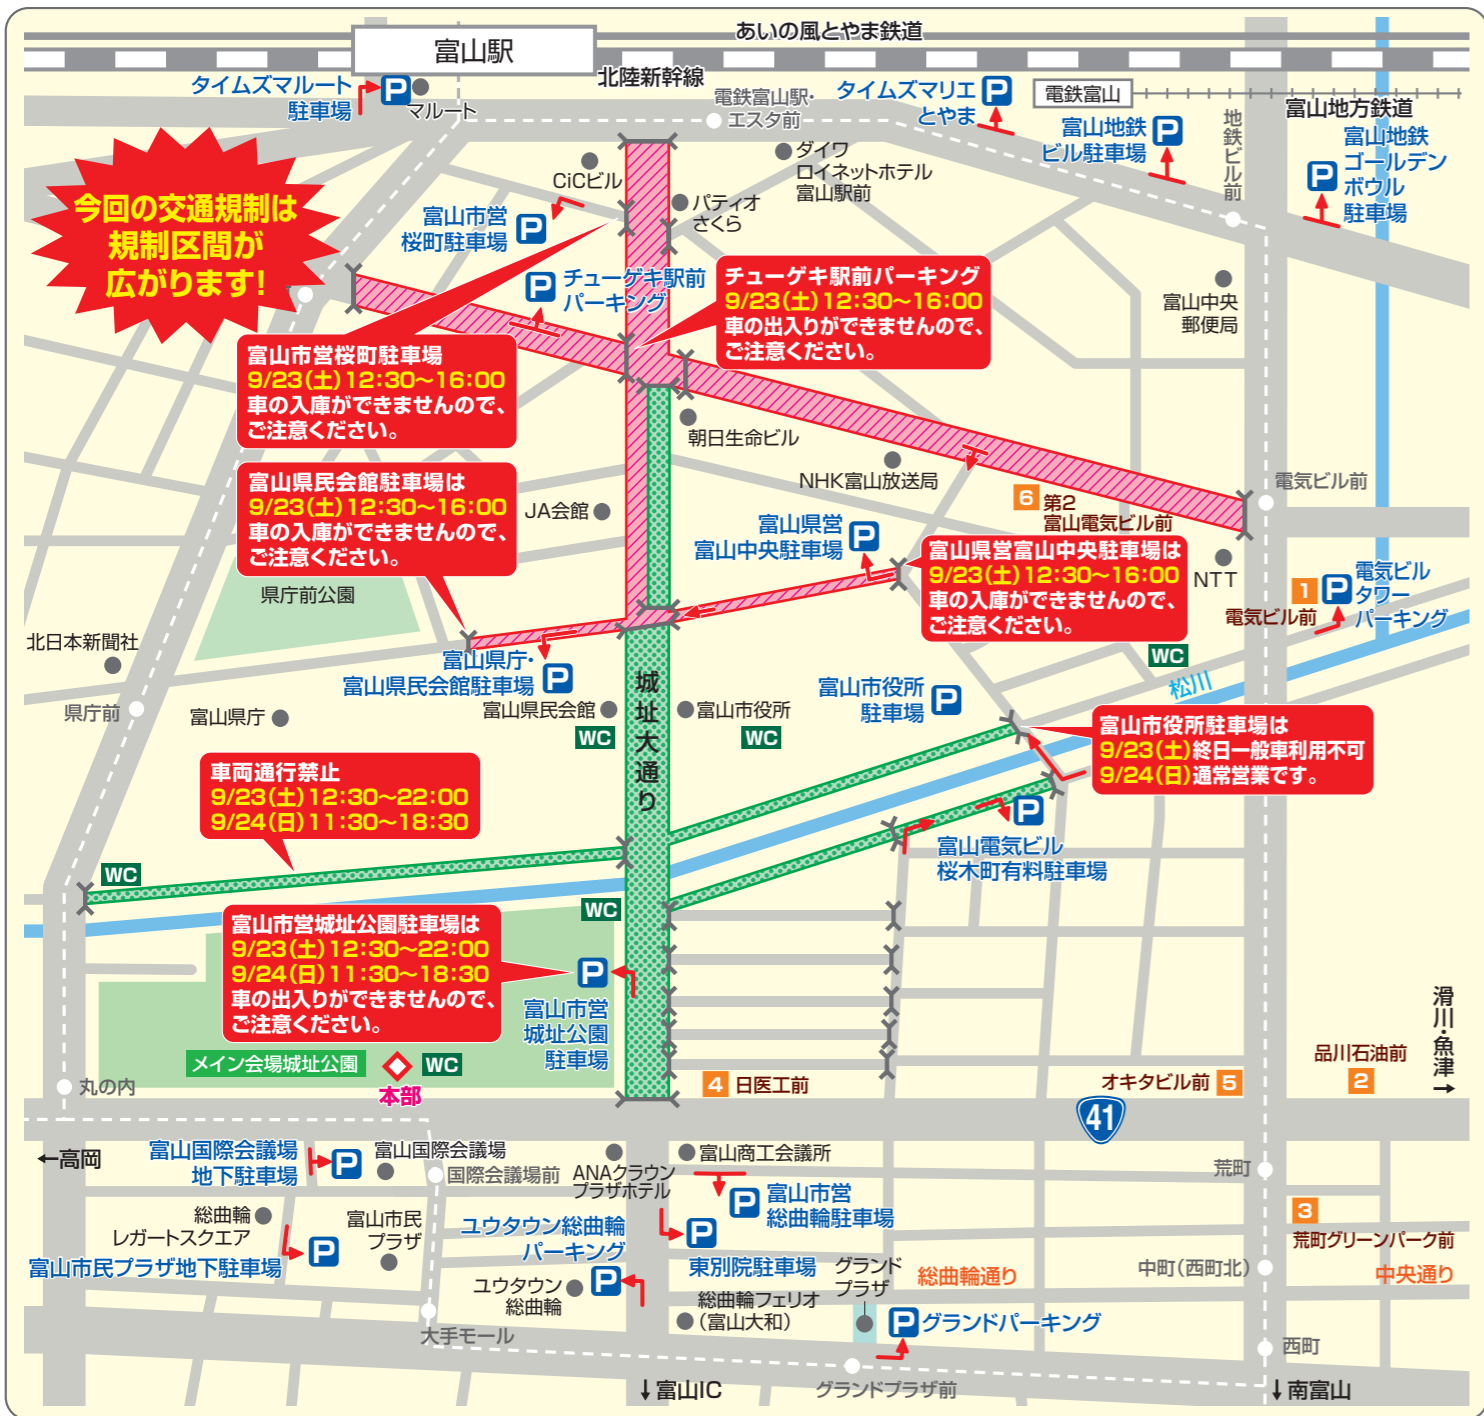 あいの風とやま鉄道
富山駅
北陸新幹線
タイムズマルート
駐車場
P
マルート
電鉄富山駅・
エスタ前
タイムズマリエ
とやま
P
電鉄富山
富山地方鉄道
富山地鉄
ビル駐車場
P
地鉄ビル前
富山地鉄
ゴールデン
ボウル
駐車場
P
今回の交通規制は
規制区間が
広がります!
CiCビル
ダイワ
ロイネットホテル
富山駅前
パティオ
さくら
富山市営
桜町駐車場
P
チューゲキ駅前
パーキング
P
チューゲキ駅前パーキング
9/23(土)12:30〜16:00
車の出入りができませんので、
ご注意ください。
富山中央
郵便局
富山市営桜町駐車場
9/23(土)12:30〜16:00
車の入庫ができませんので、
ご注意ください。
朝日生命ビル
NHK富山放送局
富山県民会館駐車場は
9/23(土)12:30〜16:00
車の入庫ができませんので、
ご注意ください。
JA会館
6 第2
富山電気ビル前
電気ビル前
富山県営
富山中央駐車場
P
富山県営富山中央駐車場は
9/23(土)12:30〜16:00
車の入庫ができませんので、
ご注意ください。
NTT
1
電気ビル前
P
電気ビル
タワー
パーキング
県庁前公園
北日本新聞社
県庁前
富山県庁
富山県庁・
富山県民会館駐車場
P
富山県民会館
WC
城址大通り
富山市役所
WC
富山市役所
駐車場
P
WC
松川
富山市役所駐車場は
9/23(土)終日一般車利用不可
9/24(日)通常営業です。
車両通行禁止
9/23(土)12:30〜22:00
9/24(日)11:30〜18:30
P
富山電気ビル
桜木町有料駐車場
WC
WC
富山市営城址公園駐車場は
9/23(土)12:30〜22:00
9/24(日)11:30〜18:30
車の出入りができませんので、
ご注意ください。
P
富山市営
城址公園
駐車場
メイン会場城址公園
WC
本部
丸の内
4 日医工前
オキタビル前 5
品川石油前
2
滑川・魚津→
41
←高岡
富山国際会議場
地下駐車場
P
富山国際会議場
国際会議場前
ANAクラウン
プラザホテル
富山商工会議所
荒町
富山市営
総曲輪駐車場
P
総曲輪
レガートスクエア
富山市民
プラザ
富山市民プラザ地下駐車場
P
ユウタウン総曲輪
パーキング
P
ユウタウン
総曲輪
P
東別院駐車場
グランド
プラザ
総曲輪通り
3
荒町グリーンパーク前
中町(西町北)
中央通り
総曲輪フェリオ
(富山大和)
P
グランドパーキング
大手モール
西町
↓富山IC
グランドプラザ前
↓南富山